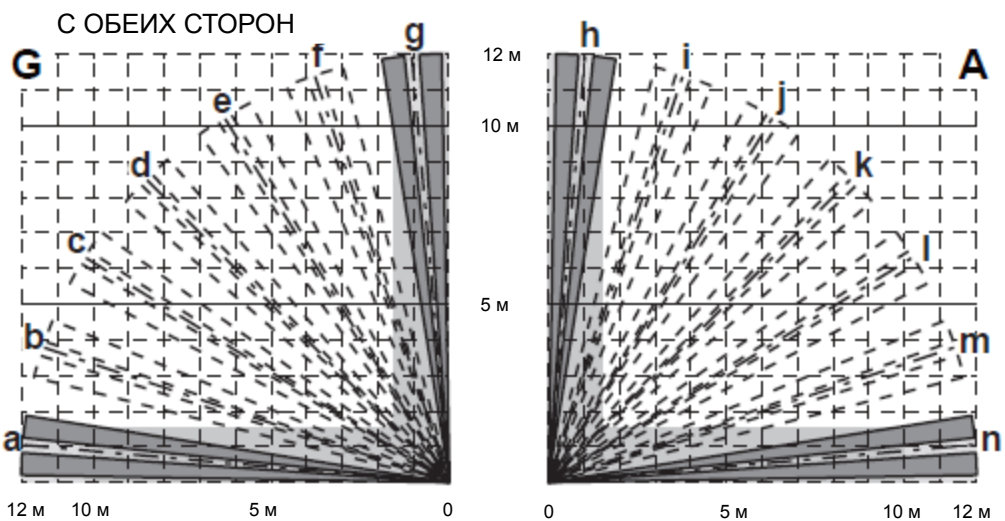 С ОБЕИХ СТОРОН
G f g 12 м h i A
e j
10 м
d k
c l
5 м
b m
a n
12 м 10 м 5 м 0 0 5 м 10 м 12 м